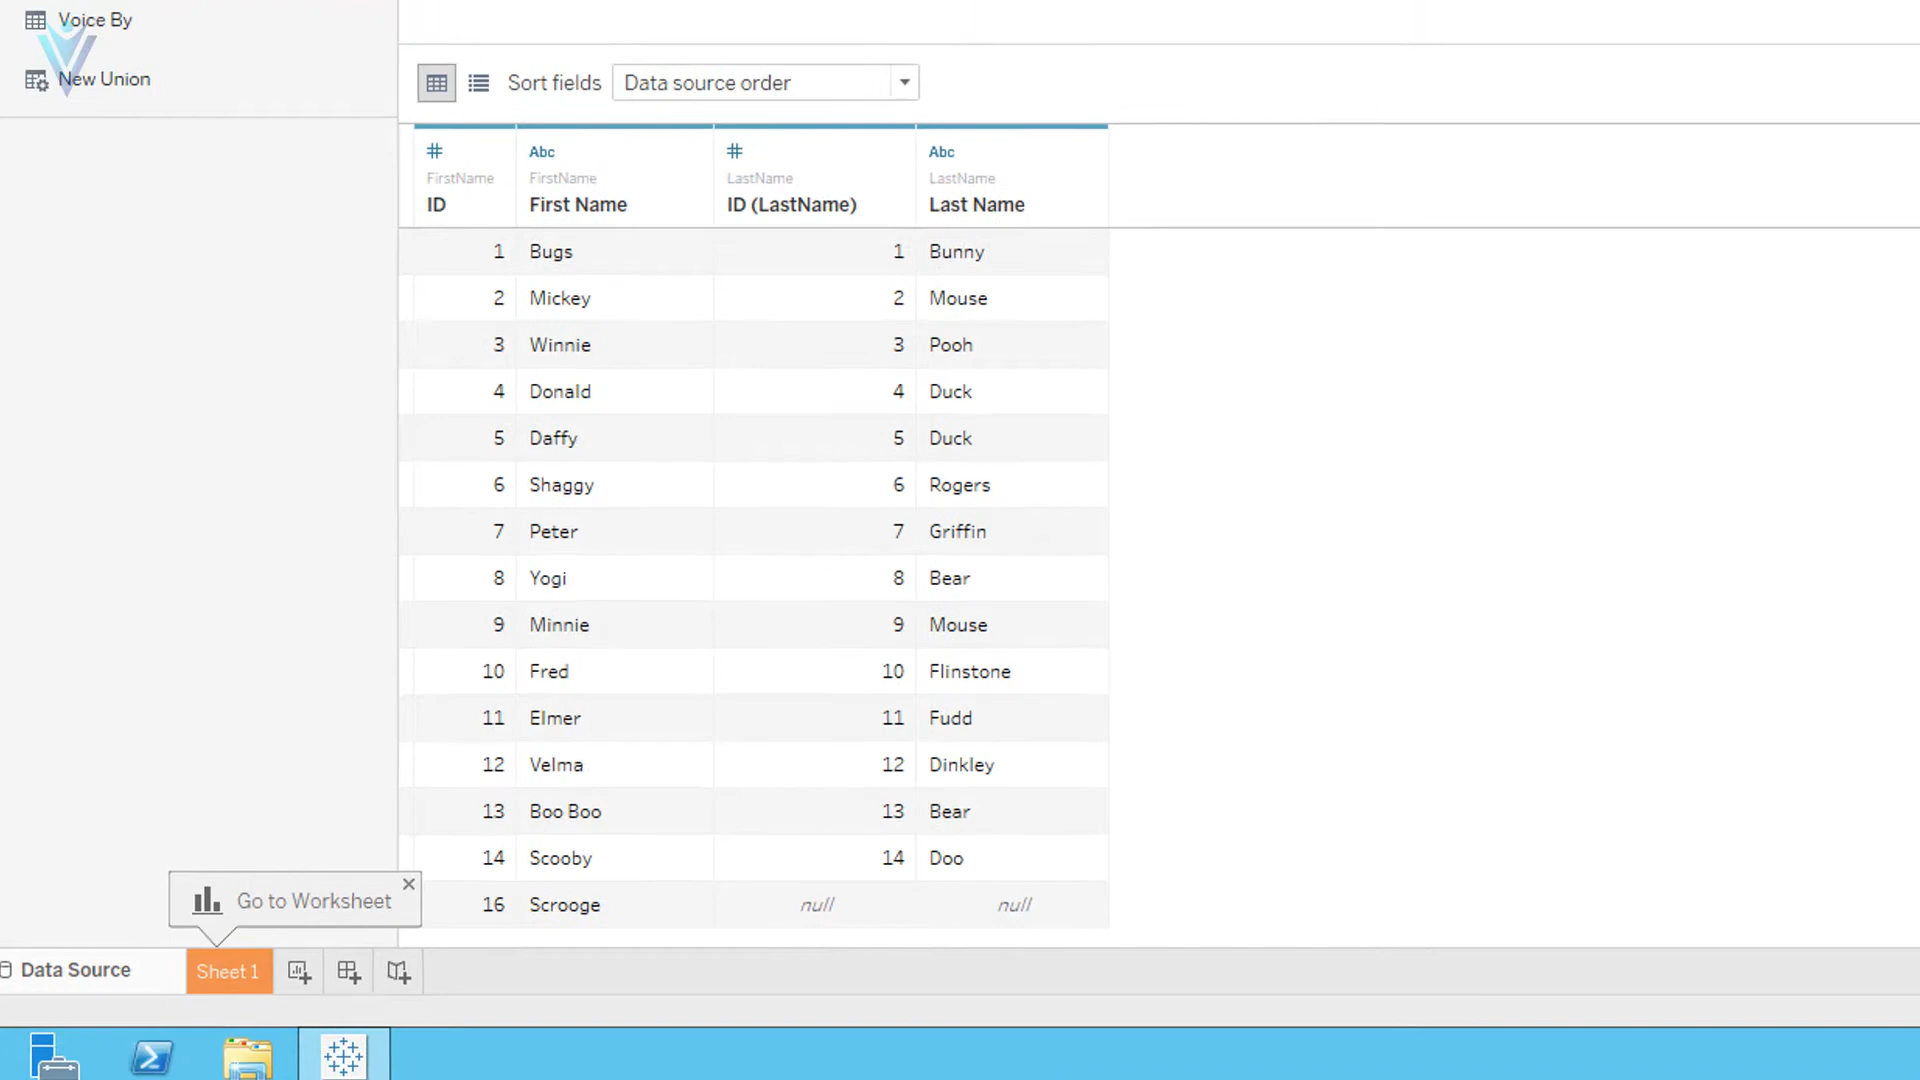 Voice By
New Union
Sort fields Data source order
# Abc # Abc
FirstName FirstName LastName LastName
ID First Name ID (LastName) Last Name
1 Bugs 1 Bunny
2 Mickey 2 Mouse
3 Winnie 3 Pooh
4 Donald 4 Duck
5 Daffy 5 Duck
6 Shaggy 6 Rogers
7 Peter 7 Griffin
8 Yogi 8 Bear
9 Minnie 9 Mouse
10 Fred 10 Flinstone
11 Elmer 11 Fudd
12 Velma 12 Dinkley
13 Boo Boo 13 Bear
14 Scooby 14 Doo
16 Scrooge null null
Go to Worksheet
Data Source Sheet 1